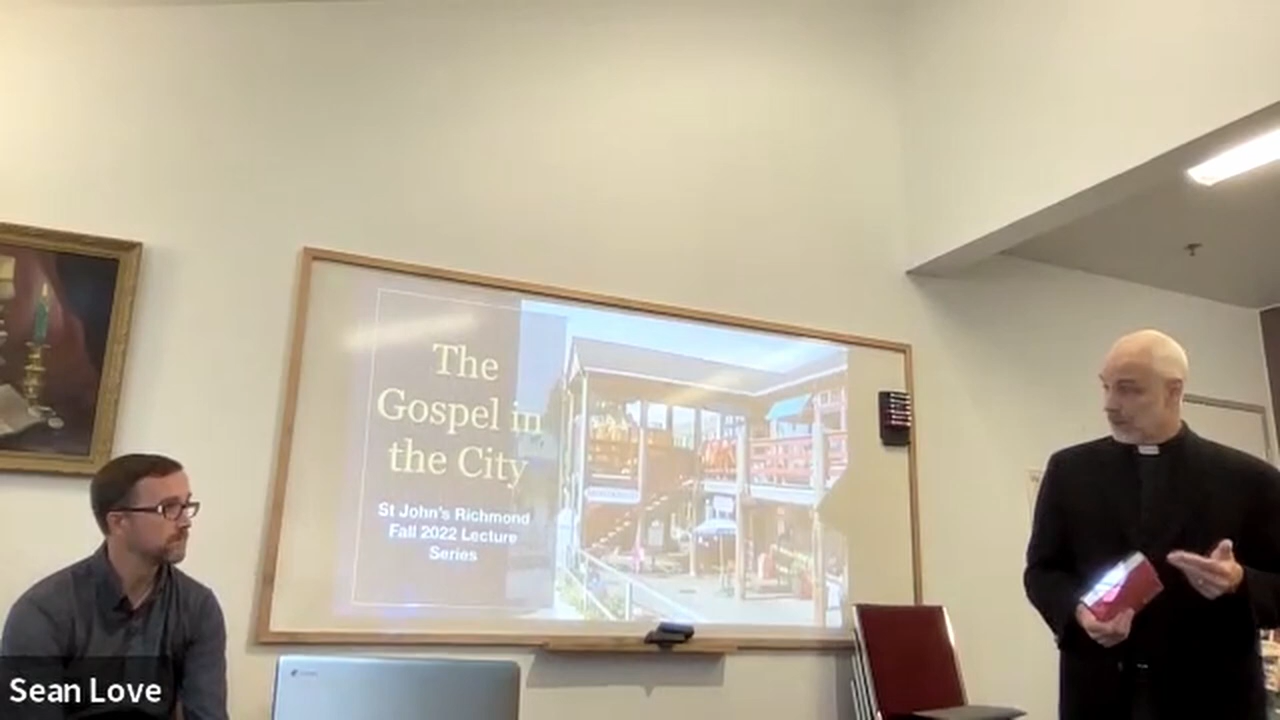 The
Gospel in
the City
St John's Richmond
Fall 2022 Lecture
Series
Sean Love